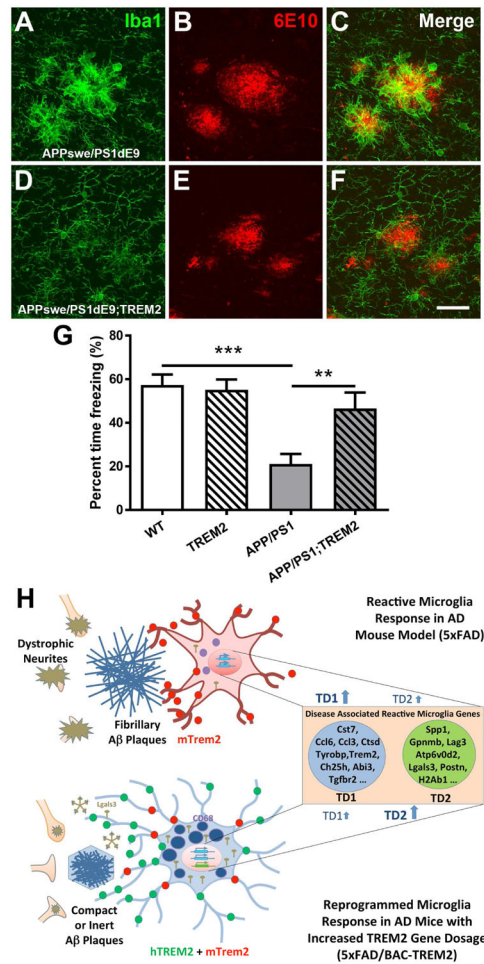 A Iba1
B 6E10
C Merge
APPswe/PS1dE9
D
E
F
APPswe/PS1dE9;TREM2
G
Percent time freezing (%)
80
60
40
20
0
***
**
WT
TREM2
APP/PS1
APP/PS1;TREM2
H
Dystrophic
Neurites
Fibrillary
Aβ Plaques
mTrem2
Reactive Microglia
Response in AD
Mouse Model (5xFAD)
TD1 TD2
Disease Associated Reactive Microglia Genes
Cst7,
Ccl6, Ccl3, Ctsd
Tyrobp,Trem2,
Ch25h, Abi3,
Tgfbr2 ...
TD1
Spp1,
Gpnmb, Lag3
Atp6v0d2,
Lgals3, Postn,
H2Ab1 ...
TD2
TD1 TD2
Lgals3
CD68
Compact
or Inert
Aβ Plaques
hTREM2 + mTrem2
Reprogrammed Microglia
Response in AD Mice with
Increased TREM2 Gene Dosage
(5xFAD/BAC-TREM2)